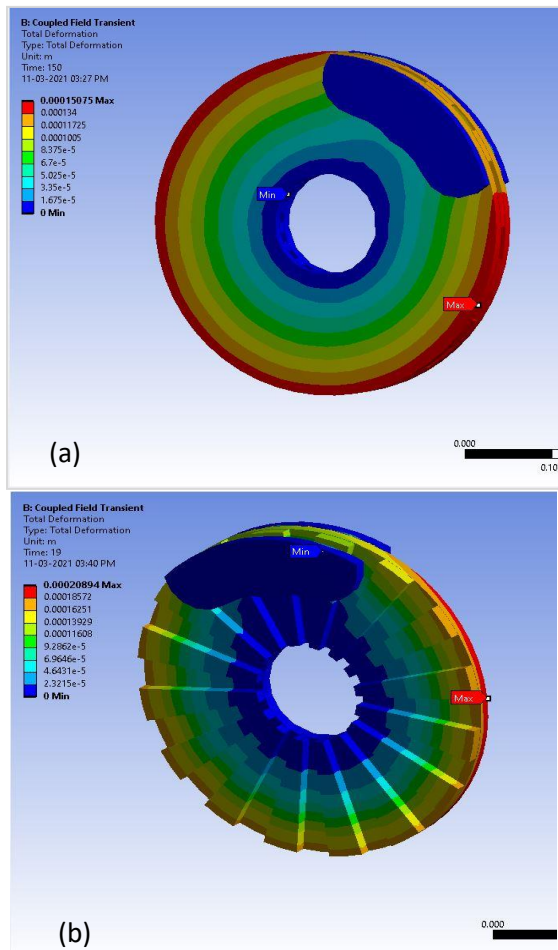 B: Coupled Field Transient
Total Deformation
Type: Total Deformation
Unit: m
Time: 150
11-03-2021 03:27 PM
0.00015075 Max
0.000134
0.00011725
0.0001005
8.375e-5
6.7e-5
5.025e-5
3.35e-5
1.675e-5
0 Min
Min
Max
(a)
0.000
0.10
B: Coupled Field Transient
Total Deformation
Type: Total Deformation
Unit: m
Time: 19
11-03-2021 03:40 PM
0.00020894 Max
0.00018572
0.00016251
0.00013929
0.00011608
9.2862e-5
6.9646e-5
4.6431e-5
2.3215e-5
0 Min
Min
Max
(b)
0.000